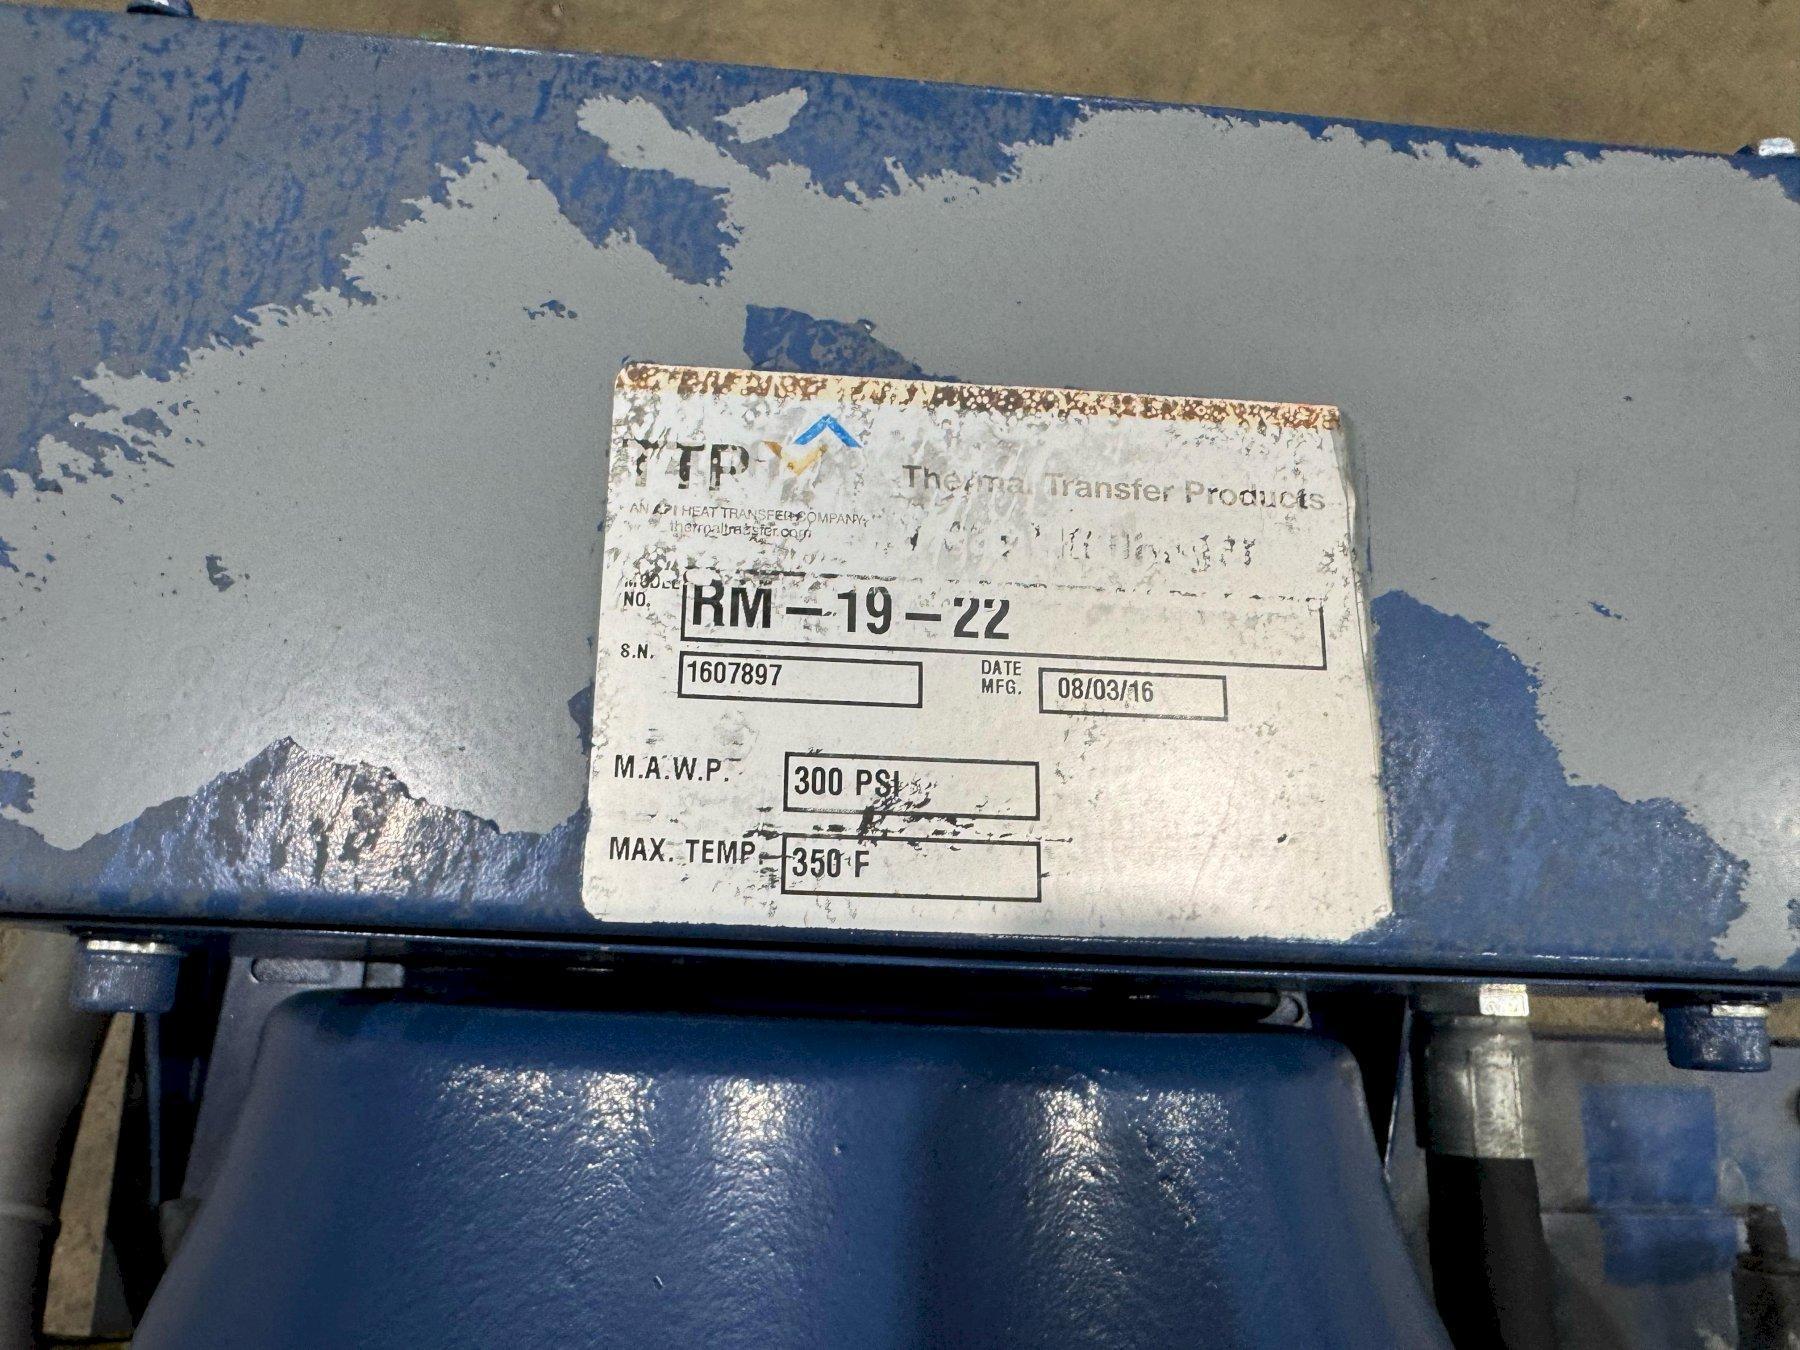 TTP
Thermal Transfer Products
AN API HEAT TRANSFER COMPANY
thermaltransfer.com
MODEL NO. RM-19-22
S.N. 1607897
DATE MFG. 08/03/16
M.A.W.P. 300 PSI
MAX. TEMP. 350 F